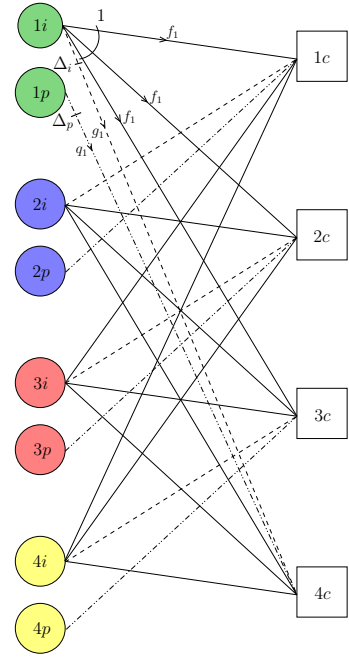 1i
1
f₁
1c
Δᵢ
1p
f₁
Δₚ
g₁
f₁
q₁
2i
2c
2p
3i
3c
3p
4i
4c
4p